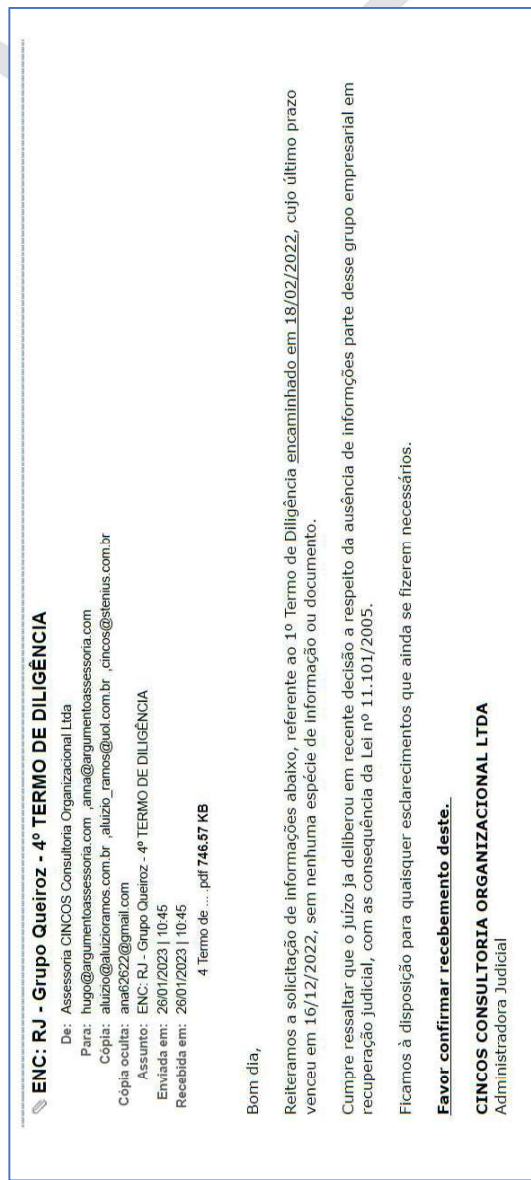 ENC: RJ - Grupo Queiroz - 4º TERMO DE DILIGÊNCIA
De: Assessoria CINCOS Consultoria Organizacional Ltda
Para: hugo@argumentoassessoria.com ,anna@argumentoassessoria.com
Cópia: aluizio@aluizioramos.com.br ,aluizio_ramos@uol.com.br ,cincos@stenius.com.br
Cópia oculta: ana62622@gmail.com
Assunto: ENC: RJ - Grupo Queiroz - 4º TERMO DE DILIGÊNCIA
Enviada em: 26/01/2023 | 10:45
Recebida em: 26/01/2023 | 10:45
4 Termo de .... .pdf 746.57 KB
Bom dia,
Reiteramos a solicitação de informações abaixo, referente ao 1º Termo de Diligência encaminhado em 18/02/2022, cujo último prazo
venceu em 16/12/2022, sem nenhuma espécie de Informação ou documento.
Cumpre ressaltar que o juízo ja deliberou em recente decisão a respeito da ausência de informções parte desse grupo empresarial em
recuperação judicial, com as consequência da Lei nº 11.101/2005.
Ficamos à disposição para quaisquer esclarecimentos que ainda se fizerem necessários.
Favor confirmar recebemento deste.
CINCOS CONSULTORIA ORGANIZACIONAL LTDA
Administradora Judicial